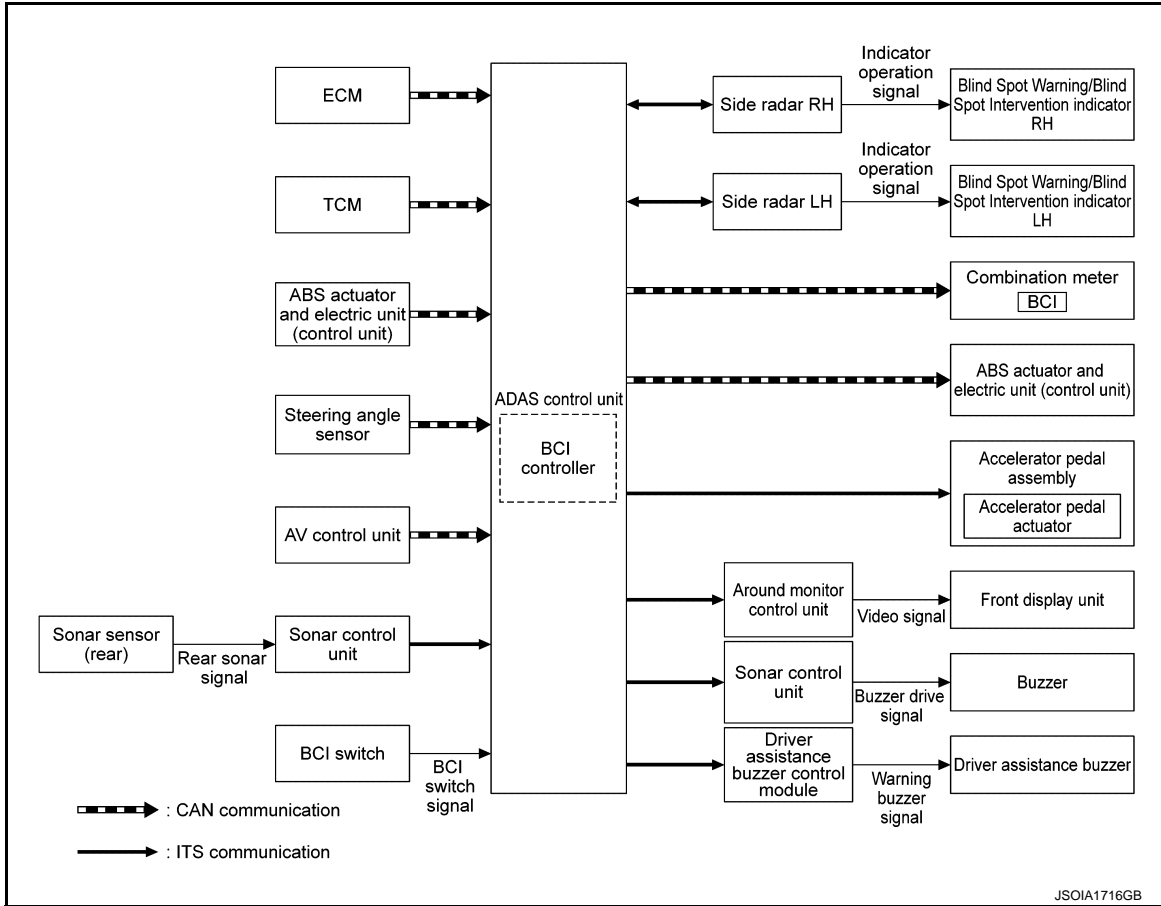 ECM
TCM
ABS actuator
and electric unit
(control unit)
Steering angle
sensor
AV control unit
Sonar sensor
(rear)
Rear sonar
signal
Sonar control
unit
BCI switch
BCI
switch
signal
: CAN communication
: ITS communication
ADAS control unit
BCI
controller
Side radar RH
Indicator
operation
signal
Blind Spot Warning/Blind
Spot Intervention indicator
RH
Side radar LH
Indicator
operation
signal
Blind Spot Warning/Blind
Spot Intervention indicator
LH
Combination meter
BCI
ABS actuator and
electric unit (control unit)
Accelerator pedal
assembly
Accelerator pedal
actuator
Around monitor
control unit
Video signal
Front display unit
Sonar control
unit
Buzzer drive
signal
Buzzer
Driver
assistance
buzzer control
module
Warning
buzzer
signal
Driver assistance buzzer
JSOIA1716GB